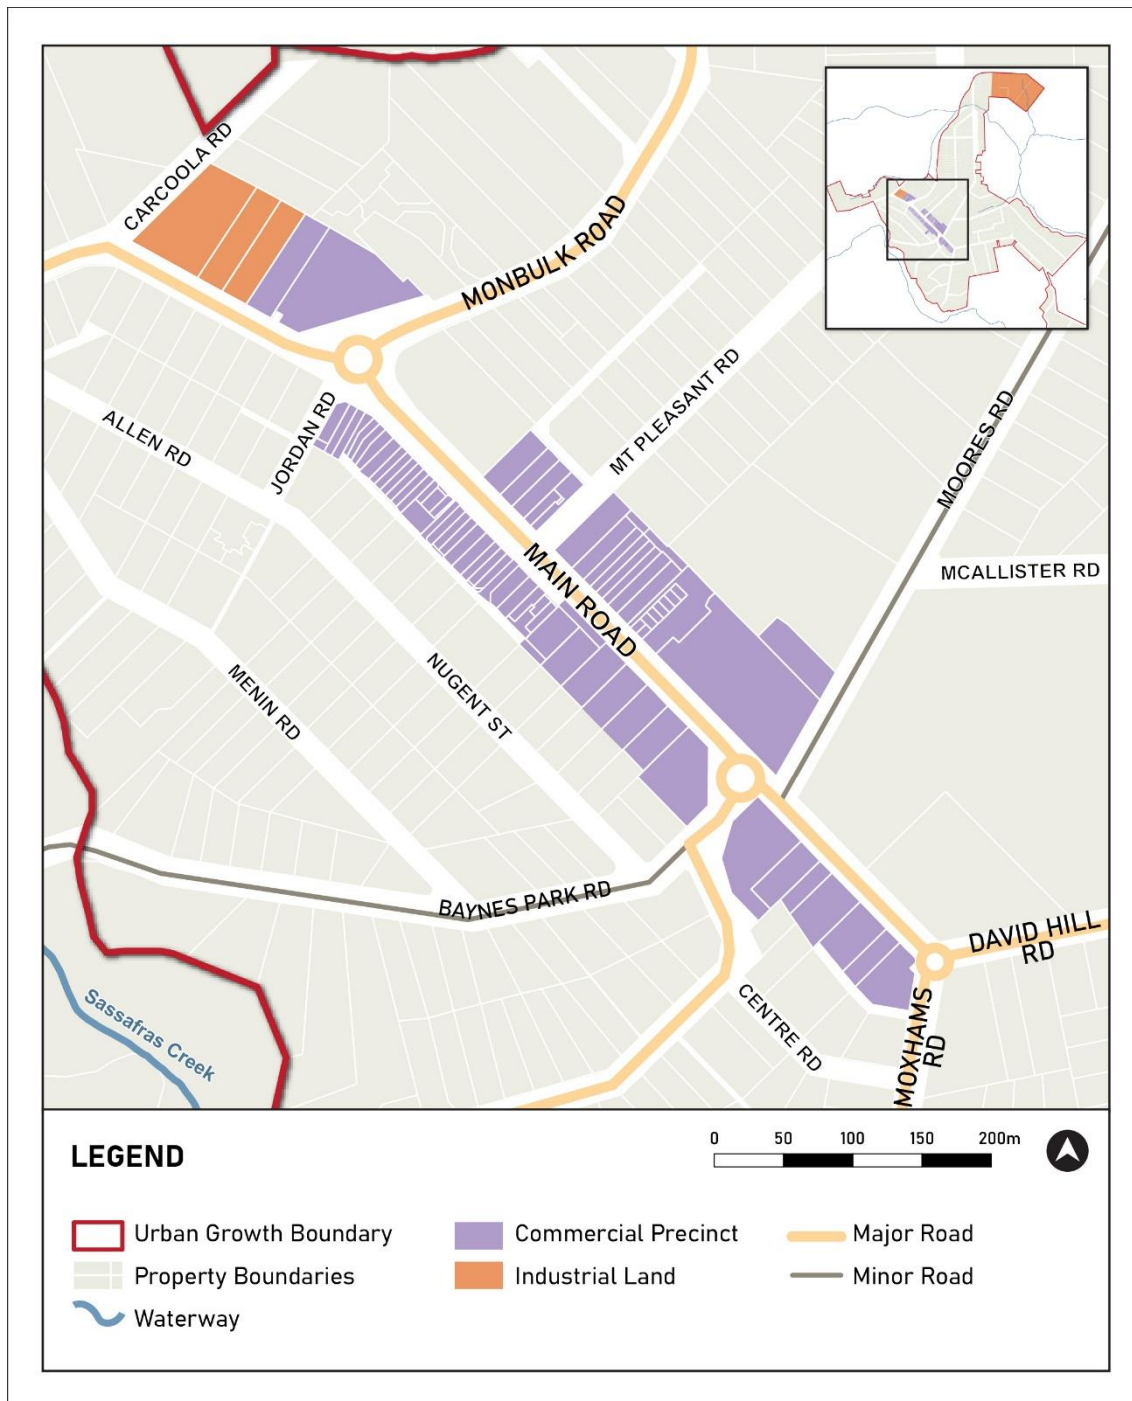 CARCOOLA RD
MONBULK ROAD
ALLEN RD
JORDAN RD
MT PLEASANT RD
MOORES RD
MAIN ROAD
MCALLISTER RD
MENIN RD
NUGENT ST
BAYNES PARK RD
DAVID HILL
RD
CENTRE RD
MOXHAMS
RD
Sassafras Creek
LEGEND
0 50 100 150 200m
Urban Growth Boundary
Commercial Precinct
Major Road
Property Boundaries
Industrial Land
Minor Road
Waterway